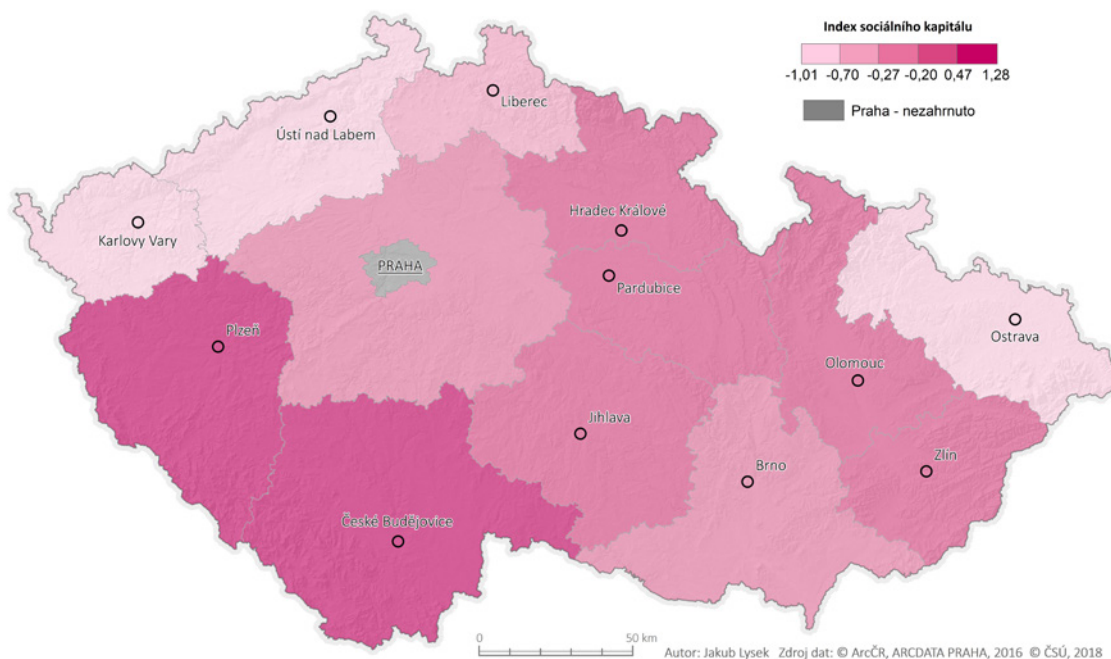 Index sociálního kapitálu
-1,01 -0,70 -0,27 -0,20 0,47 1,28
Praha - nezahrnuto
Liberec
Ústí nad Labem
Hradec Králové
Karlovy Vary
PRAHA
Pardubice
Ostrava
Plzeň
Olomouc
Jihlava
Zlín
Brno
České Budějovice
0 50 km
Autor: Jakub Lysek Zdroj dat: © ArcČR, ARCDATA PRAHA, 2016 © ČSÚ, 2018